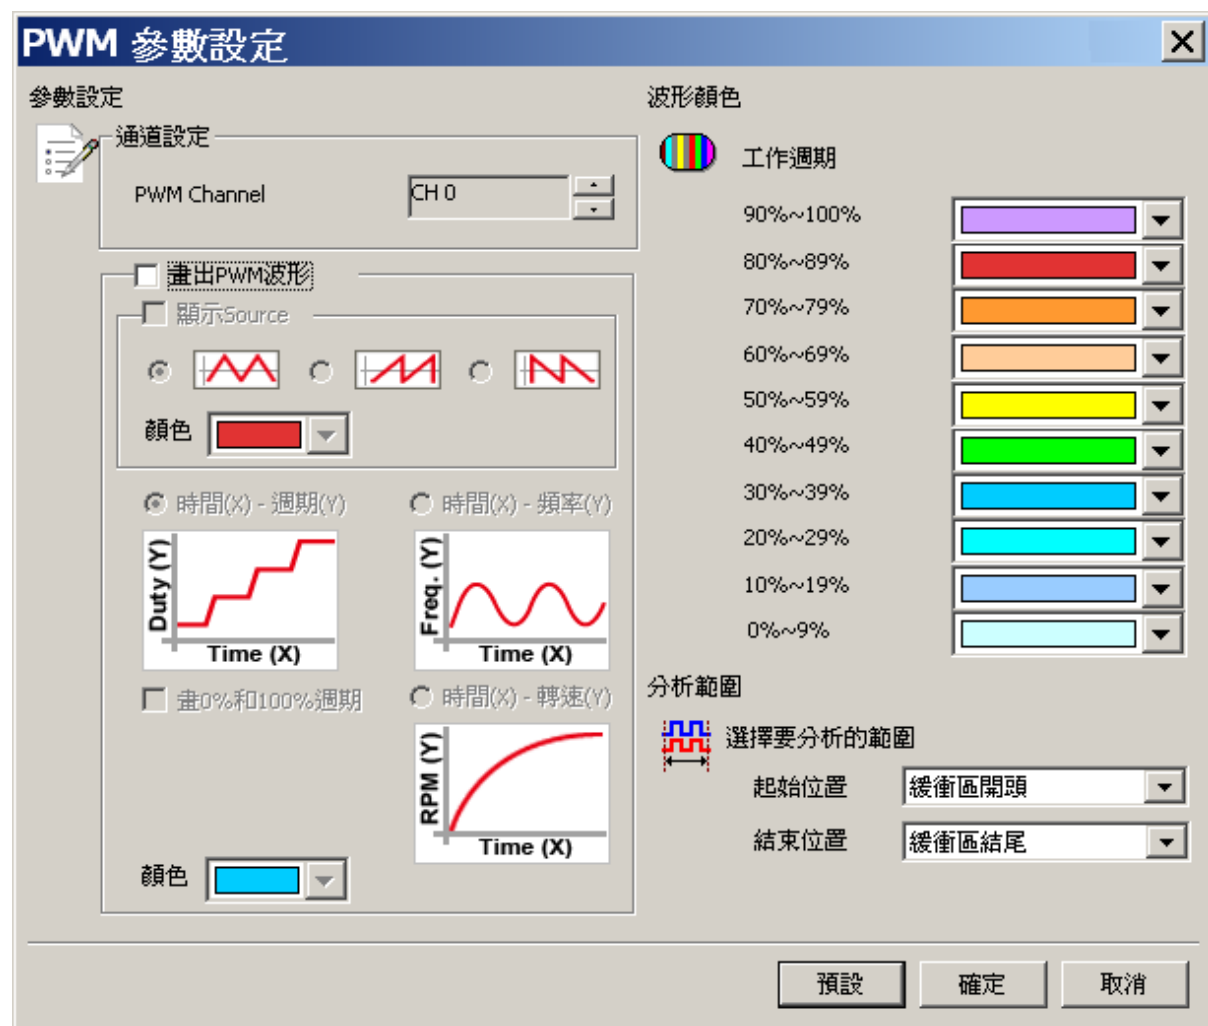 PWM 參數設定
參數設定
通道設定
PWM Channel
CH 0
畫出PWM波形
顯示Source
顏色
時間(X) - 週期(Y)
時間(X) - 頻率(Y)
Duty (Y)
Time (X)
Freq. (Y)
Time (X)
畫0%和100%週期
時間(X) - 轉速(Y)
RPM (Y)
Time (X)
顏色
波形顏色
工作週期
90%~100%
80%~89%
70%~79%
60%~69%
50%~59%
40%~49%
30%~39%
20%~29%
10%~19%
0%~9%
分析範圍
選擇要分析的範圍
起始位置
緩衝區開頭
結束位置
緩衝區結尾
預設
確定
取消